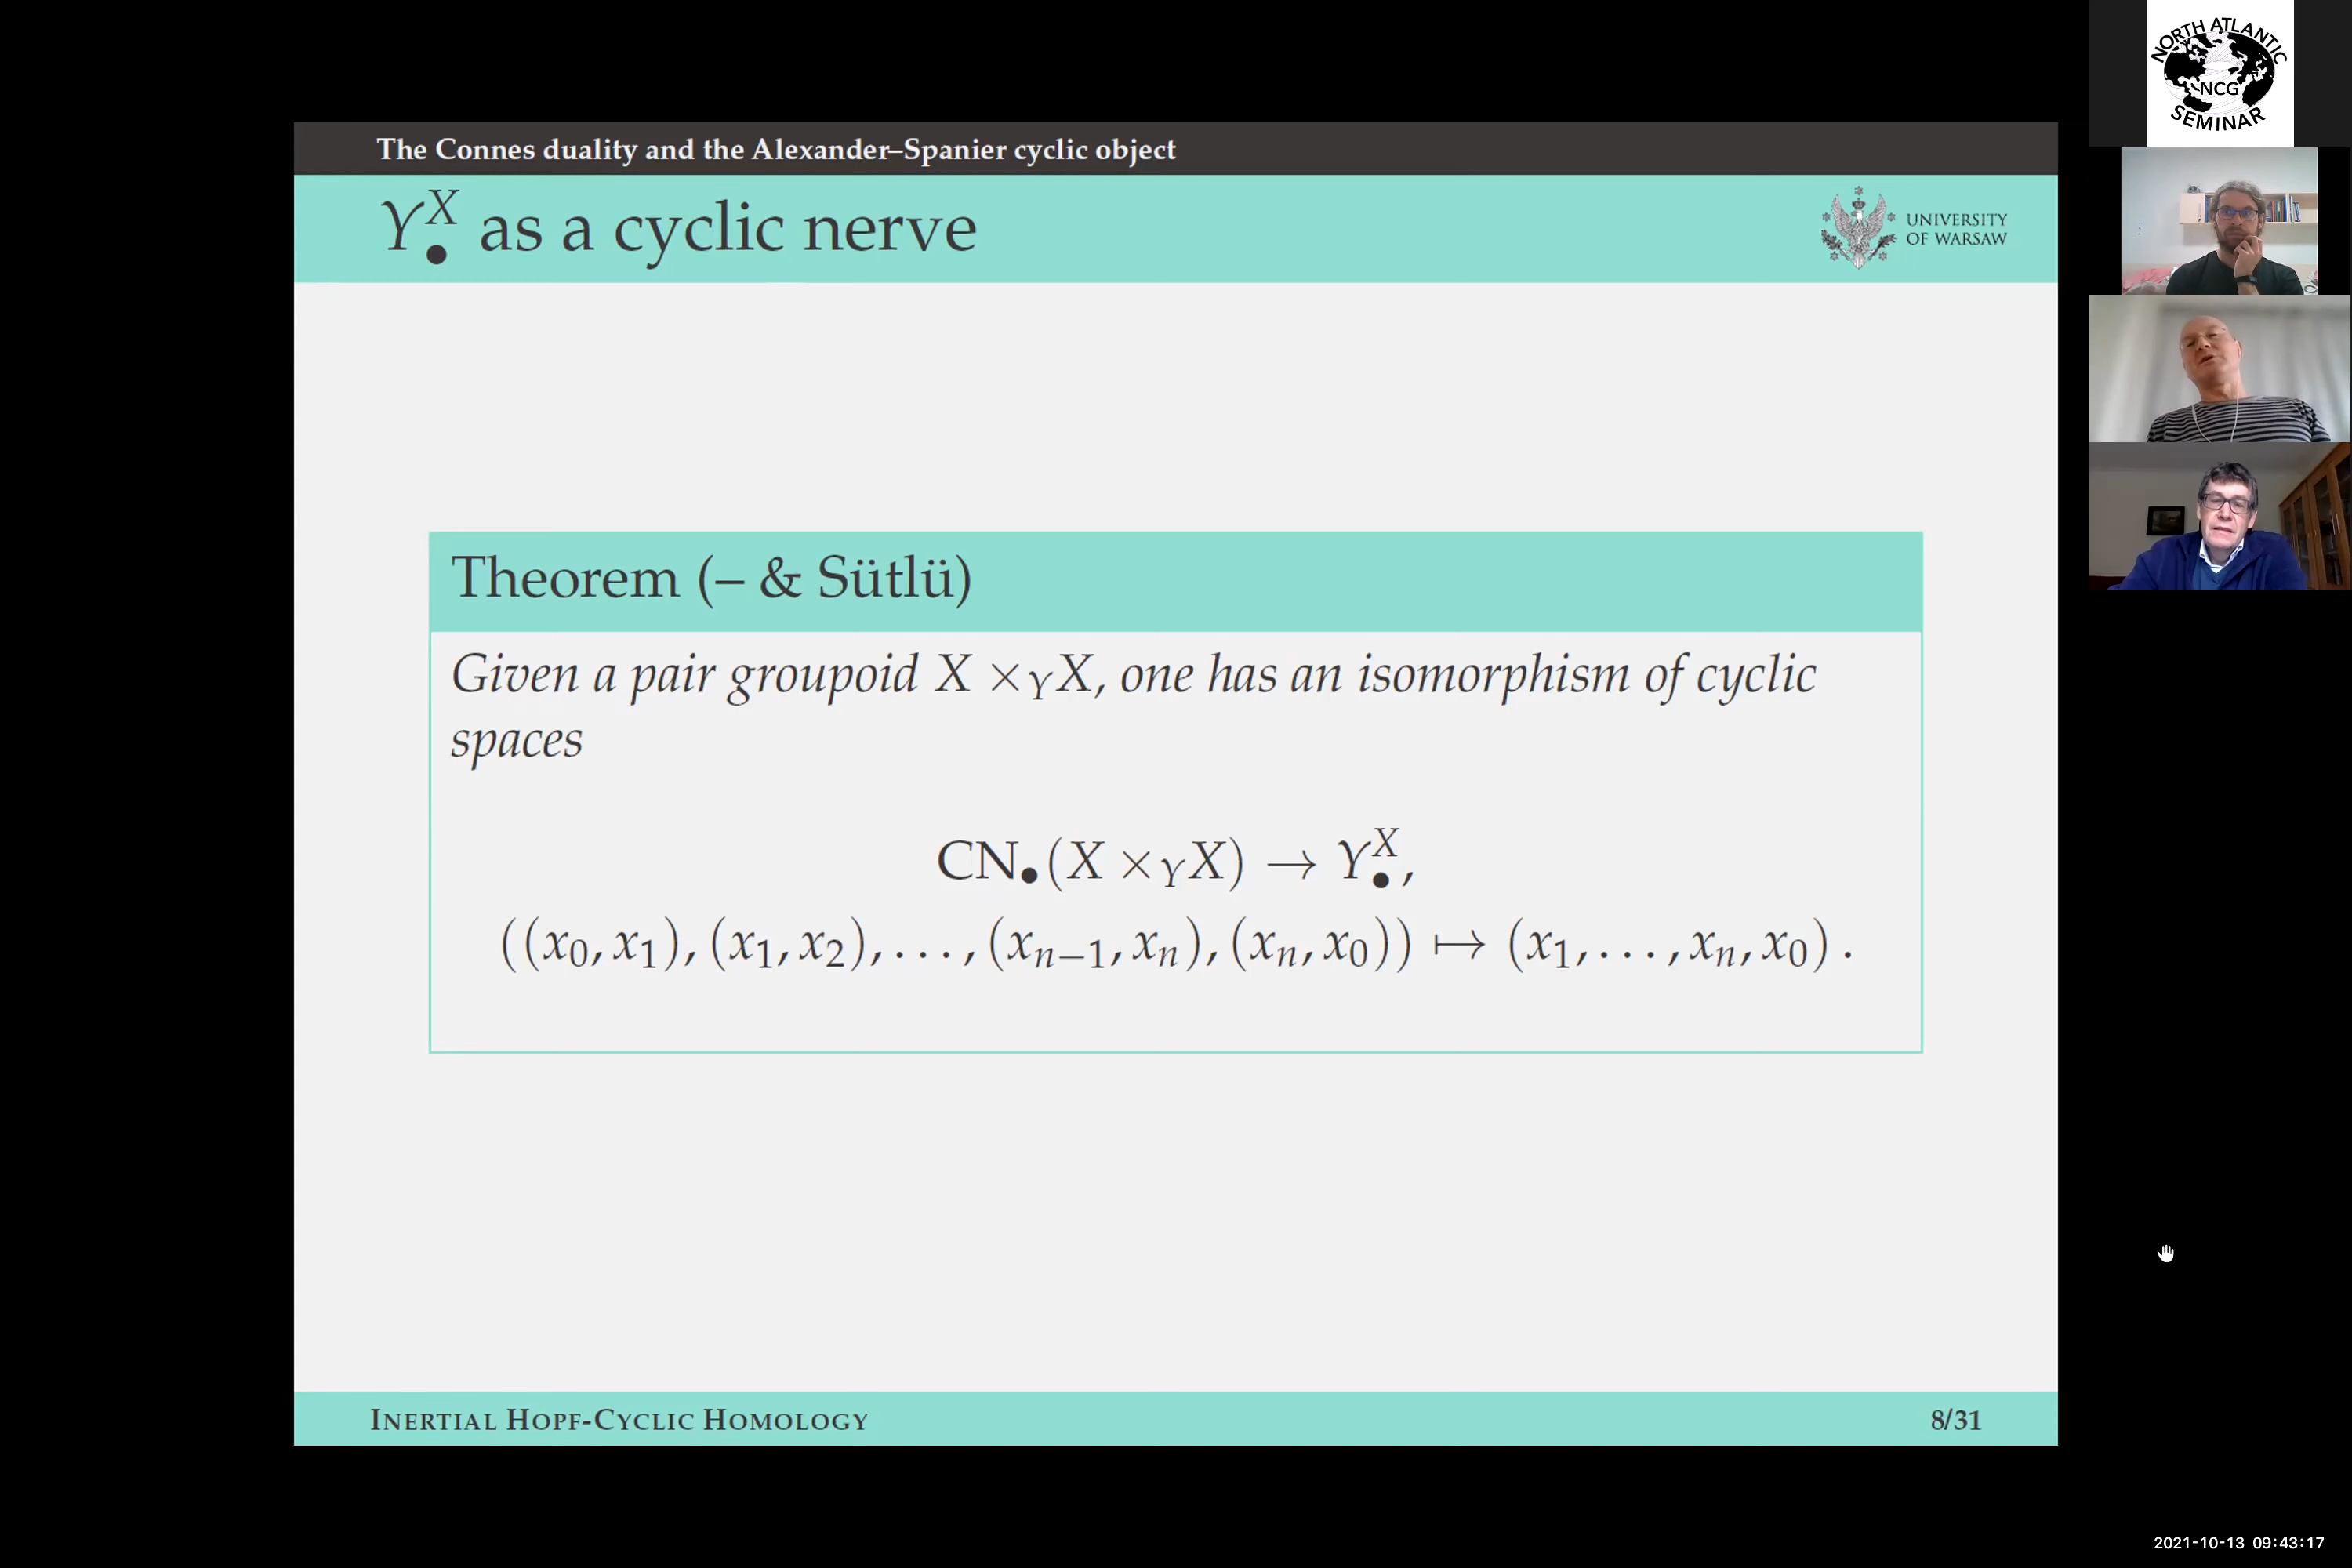 The Connes duality and the Alexander–Spanier cyclic object
Y^X_• as a cyclic nerve
UNIVERSITY
OF WARSAW
Theorem (– & Sütlü)
Given a pair groupoid X ×_Y X, one has an isomorphism of cyclic
spaces
CN_•(X ×_Y X) → Y^X_•,
((x_0, x_1), (x_1, x_2), . . . , (x_{n−1}, x_n), (x_n, x_0)) ↦ (x_1, . . . , x_n, x_0) .
INERTIAL HOPF-CYCLIC HOMOLOGY
8/31
NORTH ATLANTIC
NCG
SEMINAR
2021-10-13 09:43:17